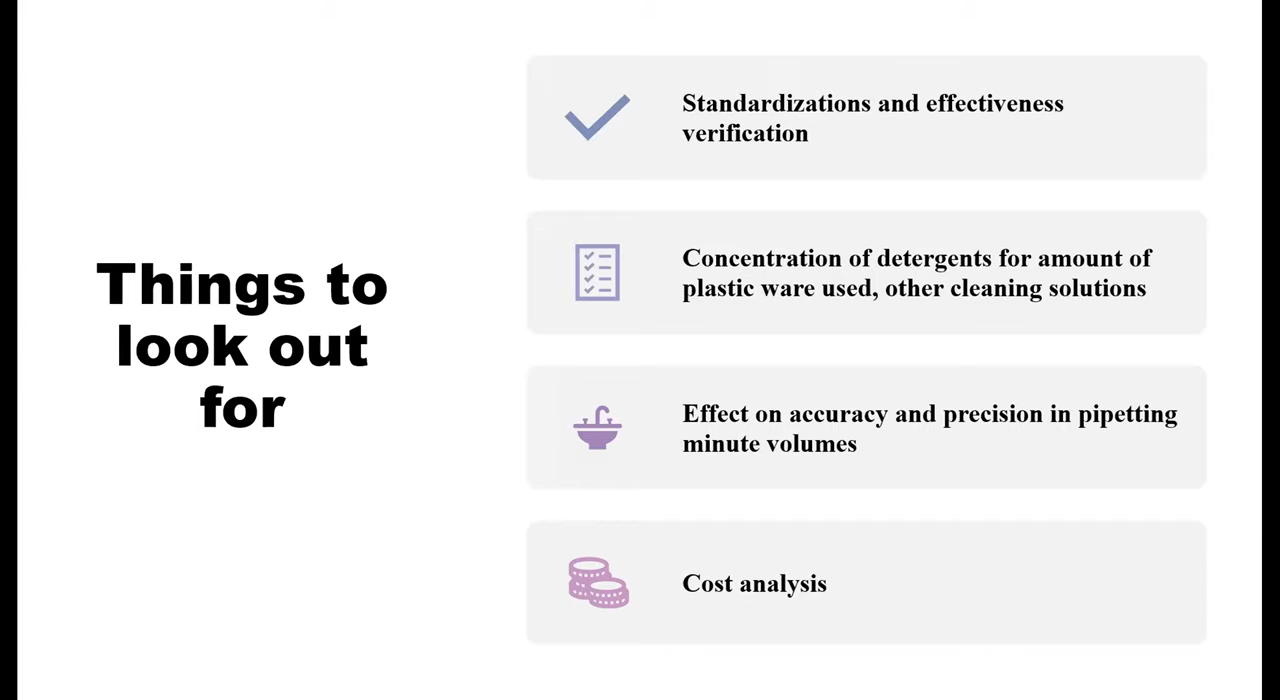 Things to
look out
for
Standardizations and effectiveness
verification
Concentration of detergents for amount of
plastic ware used, other cleaning solutions
Effect on accuracy and precision in pipetting
minute volumes
Cost analysis